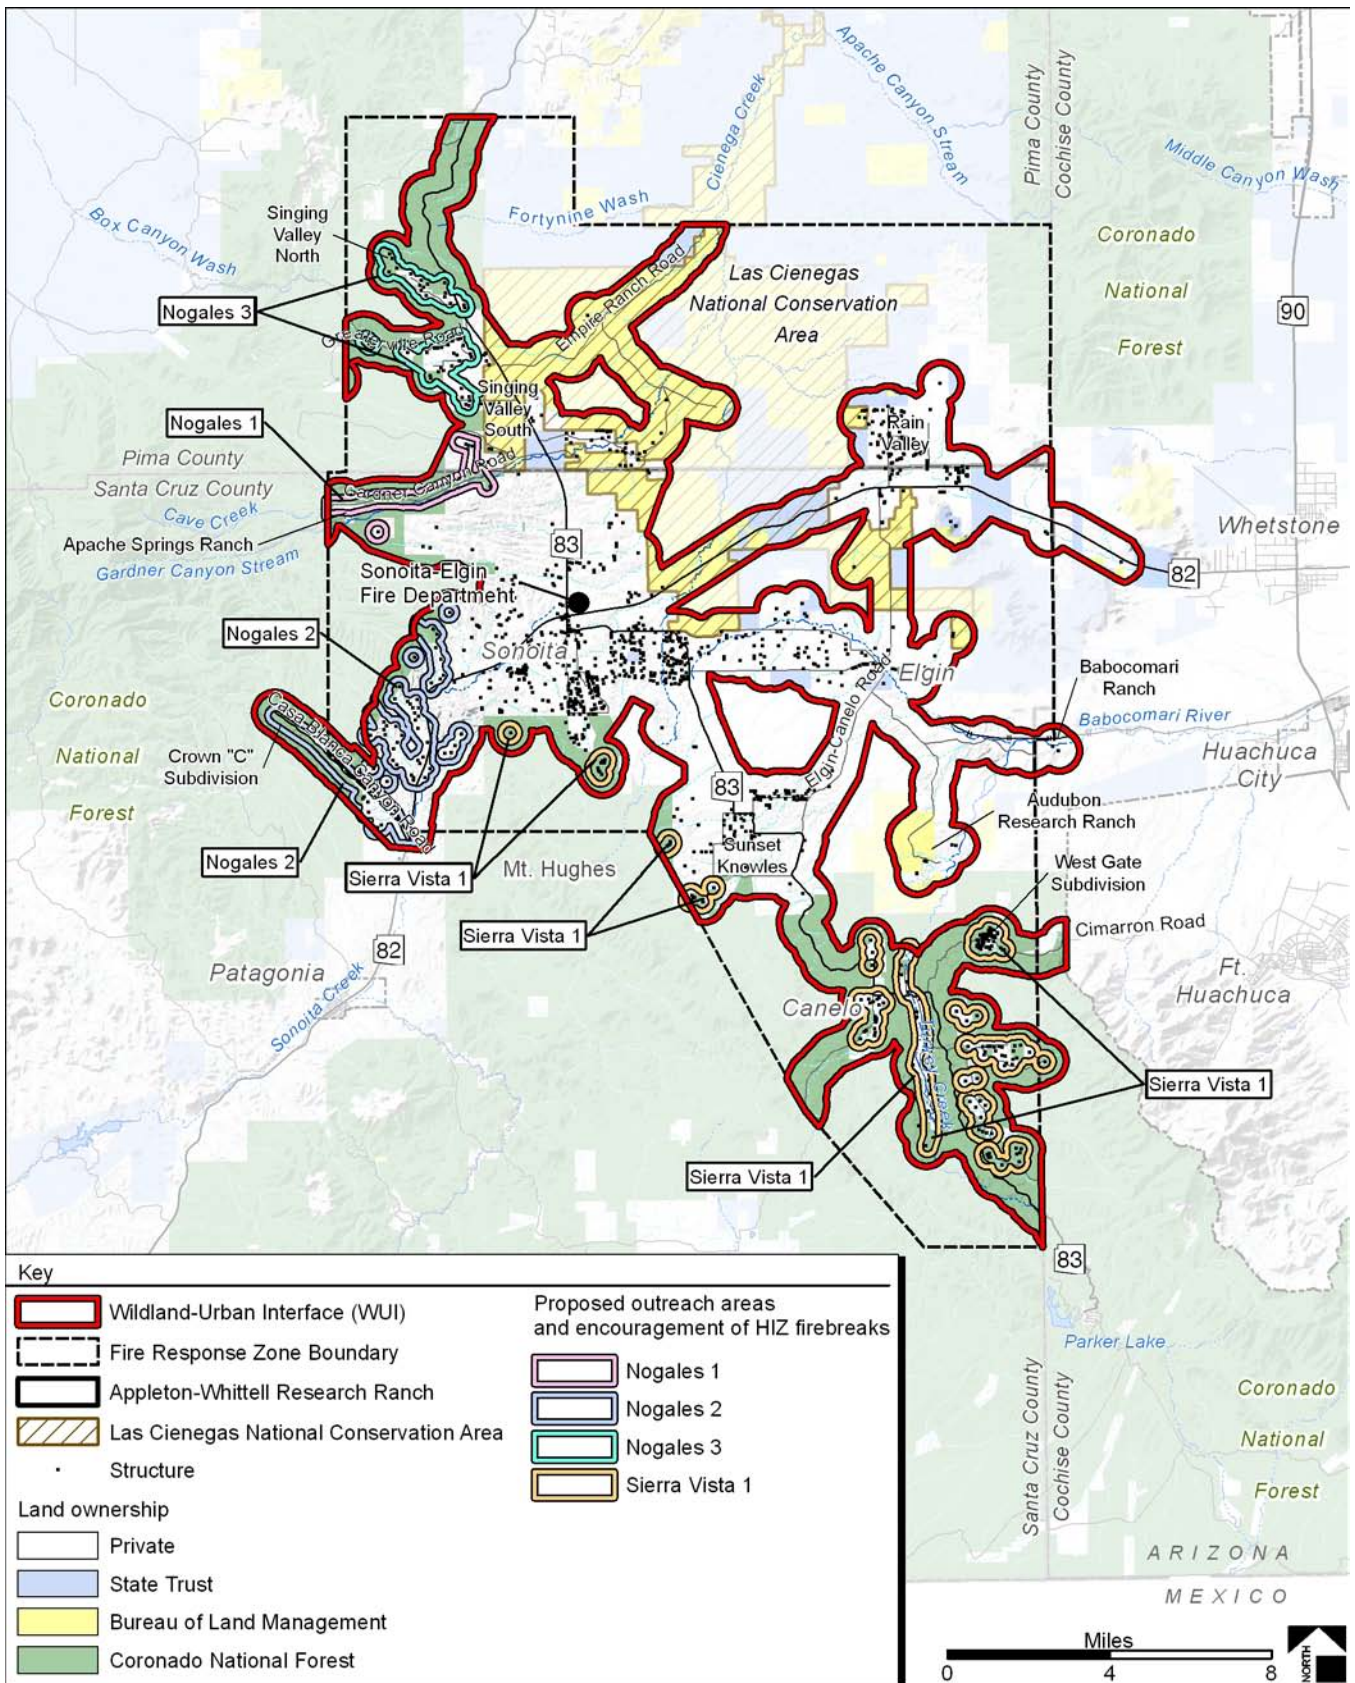 Apache Canyon Stream
Pima County
Cochise County
Middle Canyon Wash
Cienega Creek
Fortynine Wash
Box Canyon Wash
Singing
Valley
North
Coronado
National
Forest
Las Cienegas
National Conservation
Area
Empire Ranch Road
Nogales 3
90
Greaterville Road
Singing
Valley
South
Nogales 1
Rain
Valley
Pima County
Santa Cruz County
Gardner Canyon Road
Cave Creek
Apache Springs Ranch
Gardner Canyon Stream
83
Whetstone
82
Sonoita-Elgin
Fire Department
Nogales 2
Sonoita
Elgin
Babocomari
Ranch
Babocomari River
Coronado
National
Forest
Casa Blanca Canyon Road
Crown "C"
Subdivision
Elgin-Canelo Road
Huachuca
City
83
Audubon
Research Ranch
Nogales 2
Sierra Vista 1
Mt. Hughes
Sunset
Knowles
West Gate
Subdivision
Sierra Vista 1
Cimarron Road
82
Patagonia
Sonoita Creek
Ft.
Huachuca
Canelo
Turkey Creek
Sierra Vista 1
Sierra Vista 1
83
Parker Lake
Santa Cruz County
Cochise County
Coronado
National
Forest
ARIZONA
MEXICO
Key
Wildland-Urban Interface (WUI)
Fire Response Zone Boundary
Appleton-Whittell Research Ranch
Las Cienegas National Conservation Area
Structure
Land ownership
Private
State Trust
Bureau of Land Management
Coronado National Forest
Proposed outreach areas
and encouragement of HIZ firebreaks
Nogales 1
Nogales 2
Nogales 3
Sierra Vista 1
Miles
0 4 8
NORTH